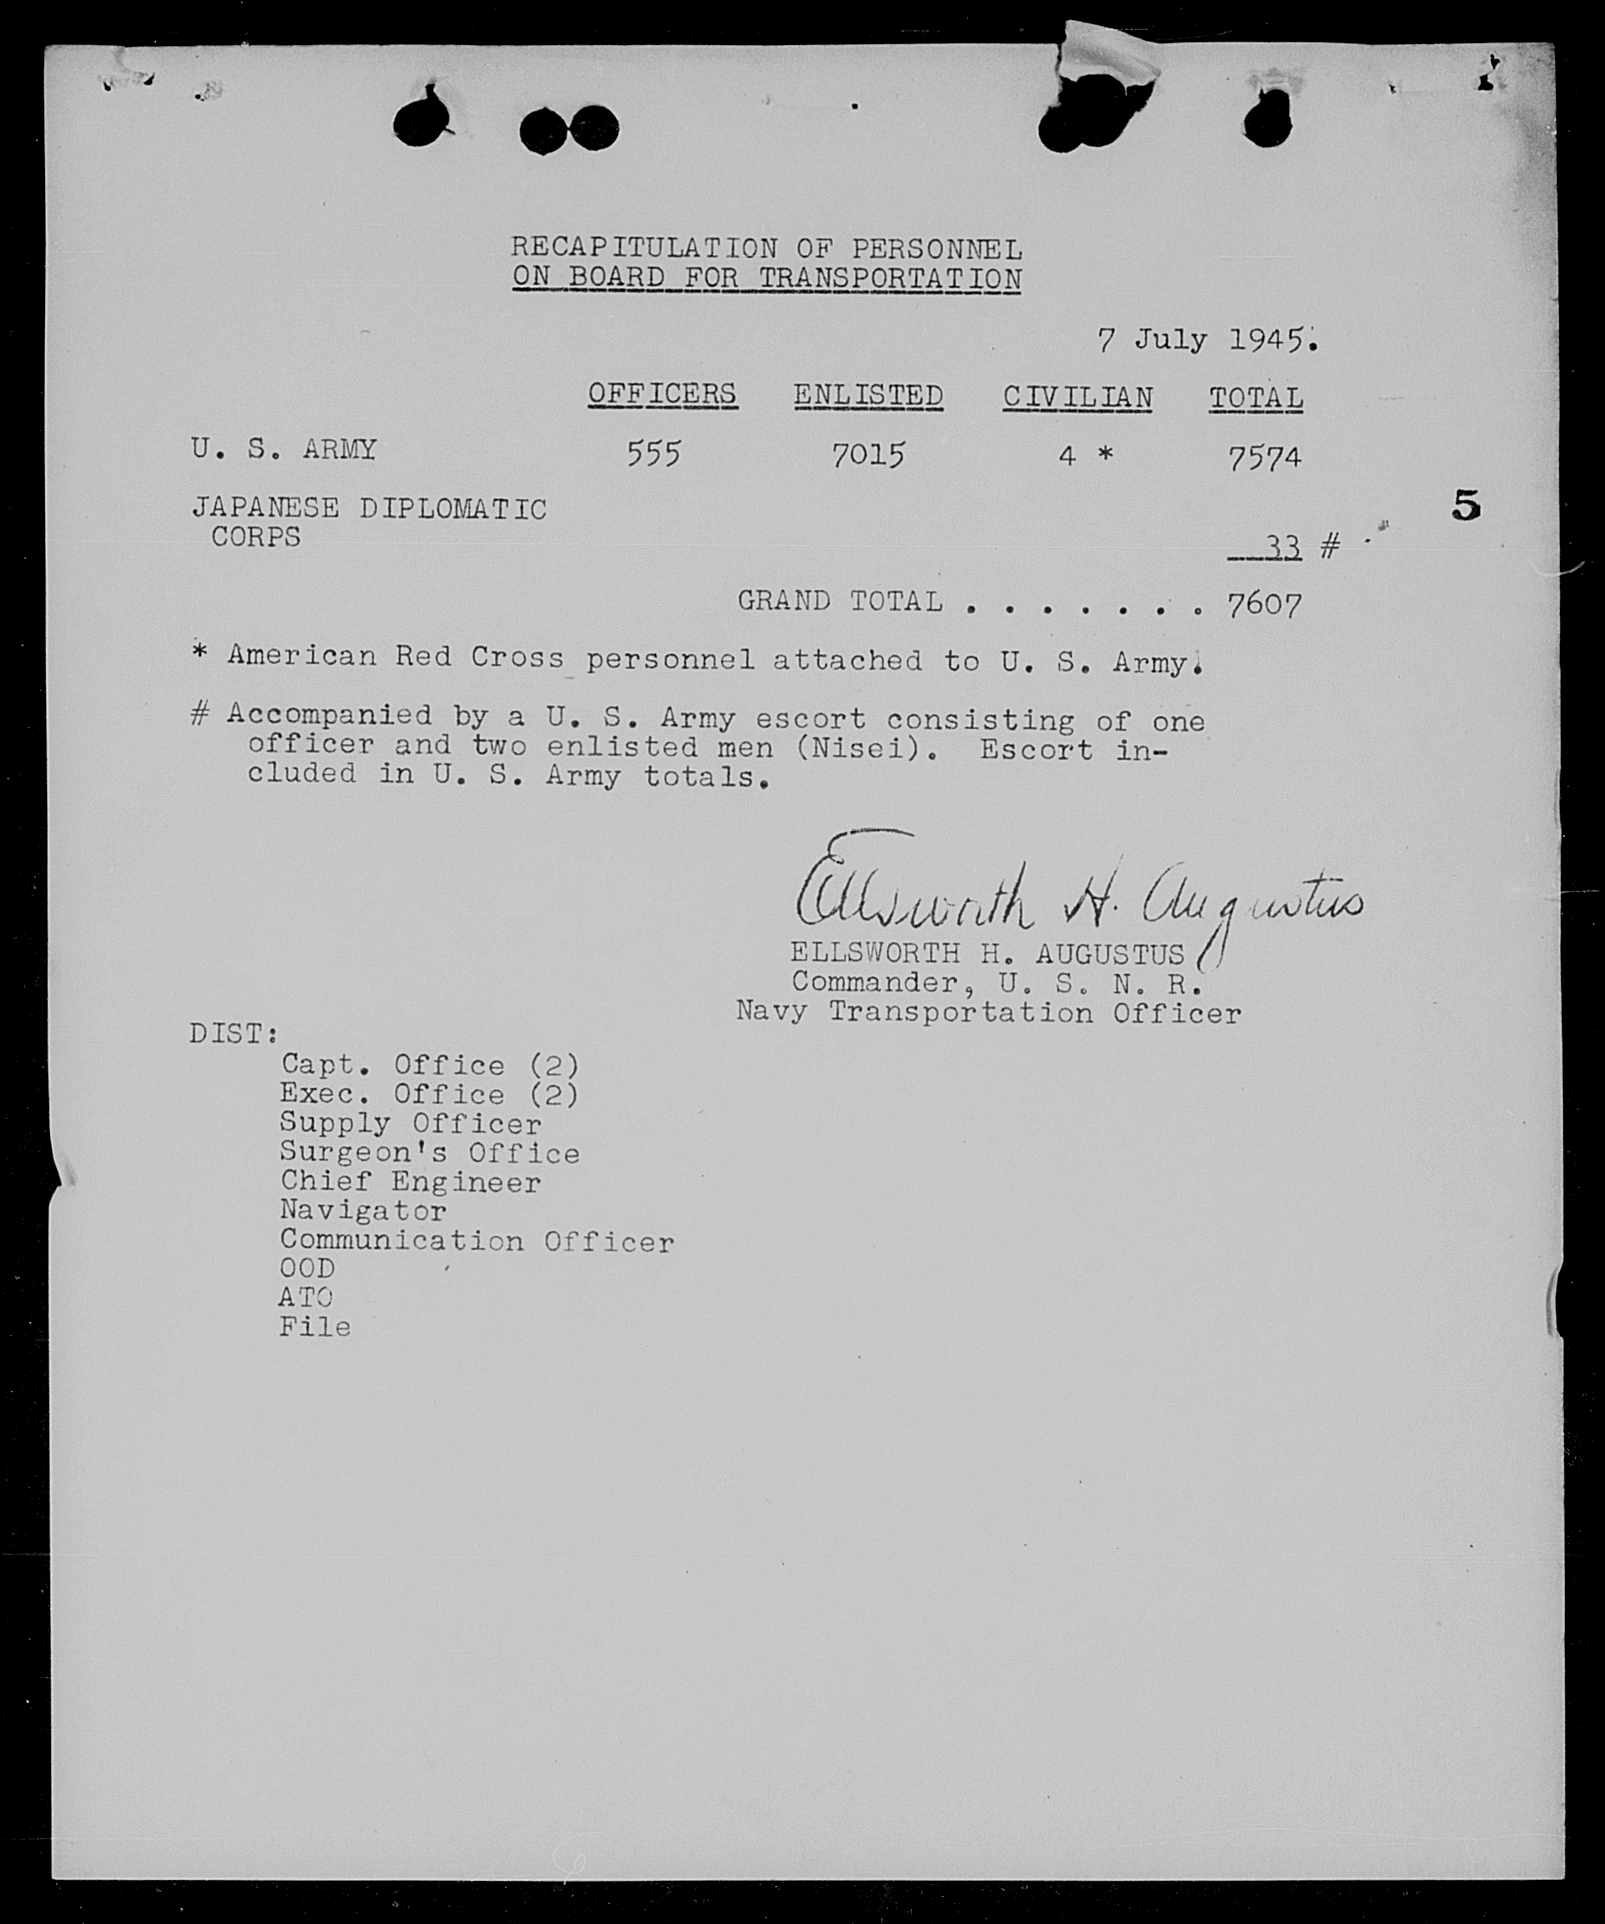 RECAPITULATION OF PERSONNEL
ON BOARD FOR TRANSPORTATION
7 July 1945.
OFFICERS ENLISTED CIVILIAN TOTAL
U. S. ARMY 555 7015 4 * 7574
JAPANESE DIPLOMATIC
CORPS 33 #
5
GRAND TOTAL . . . . . . . 7607
* American Red Cross personnel attached to U. S. Army.
# Accompanied by a U. S. Army escort consisting of one
officer and two enlisted men (Nisei). Escort in-
cluded in U. S. Army totals.
Ellsworth H. Augustus
ELLSWORTH H. AUGUSTUS
Commander, U. S. N. R.
Navy Transportation Officer
DIST:
Capt. Office (2)
Exec. Office (2)
Supply Officer
Surgeon's Office
Chief Engineer
Navigator
Communication Officer
OOD
ATO
File